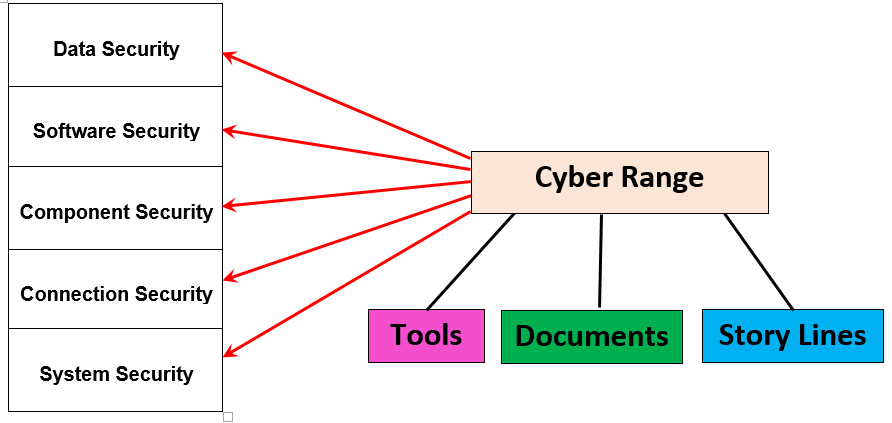 Data Security
Software Security
Component Security
Connection Security
System Security
Cyber Range
Tools
Documents
Story Lines